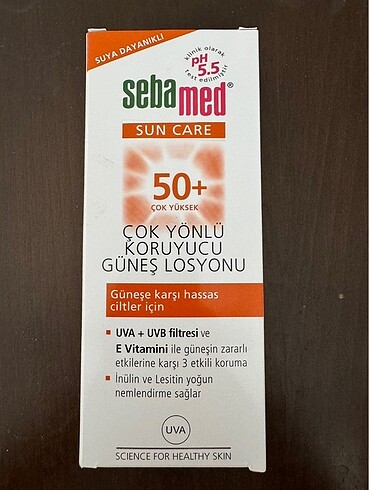 SUYA DAYANIKLI
klinik olarak
pH
5.5
test edilmiştir
sebamed®
SUN CARE
50+
ÇOK YÜKSEK
ÇOK YÖNLÜ
KORUYUCU
GÜNEŞ LOSYONU
Güneşe karşı hassas
ciltler için
▪ UVA + UVB filtresi ve
E Vitamini ile güneşin zararlı
etkilerine karşı 3 etkili koruma
▪ İnülin ve Lesitin yoğun
nemlendirme sağlar
UVA
SCIENCE FOR HEALTHY SKIN